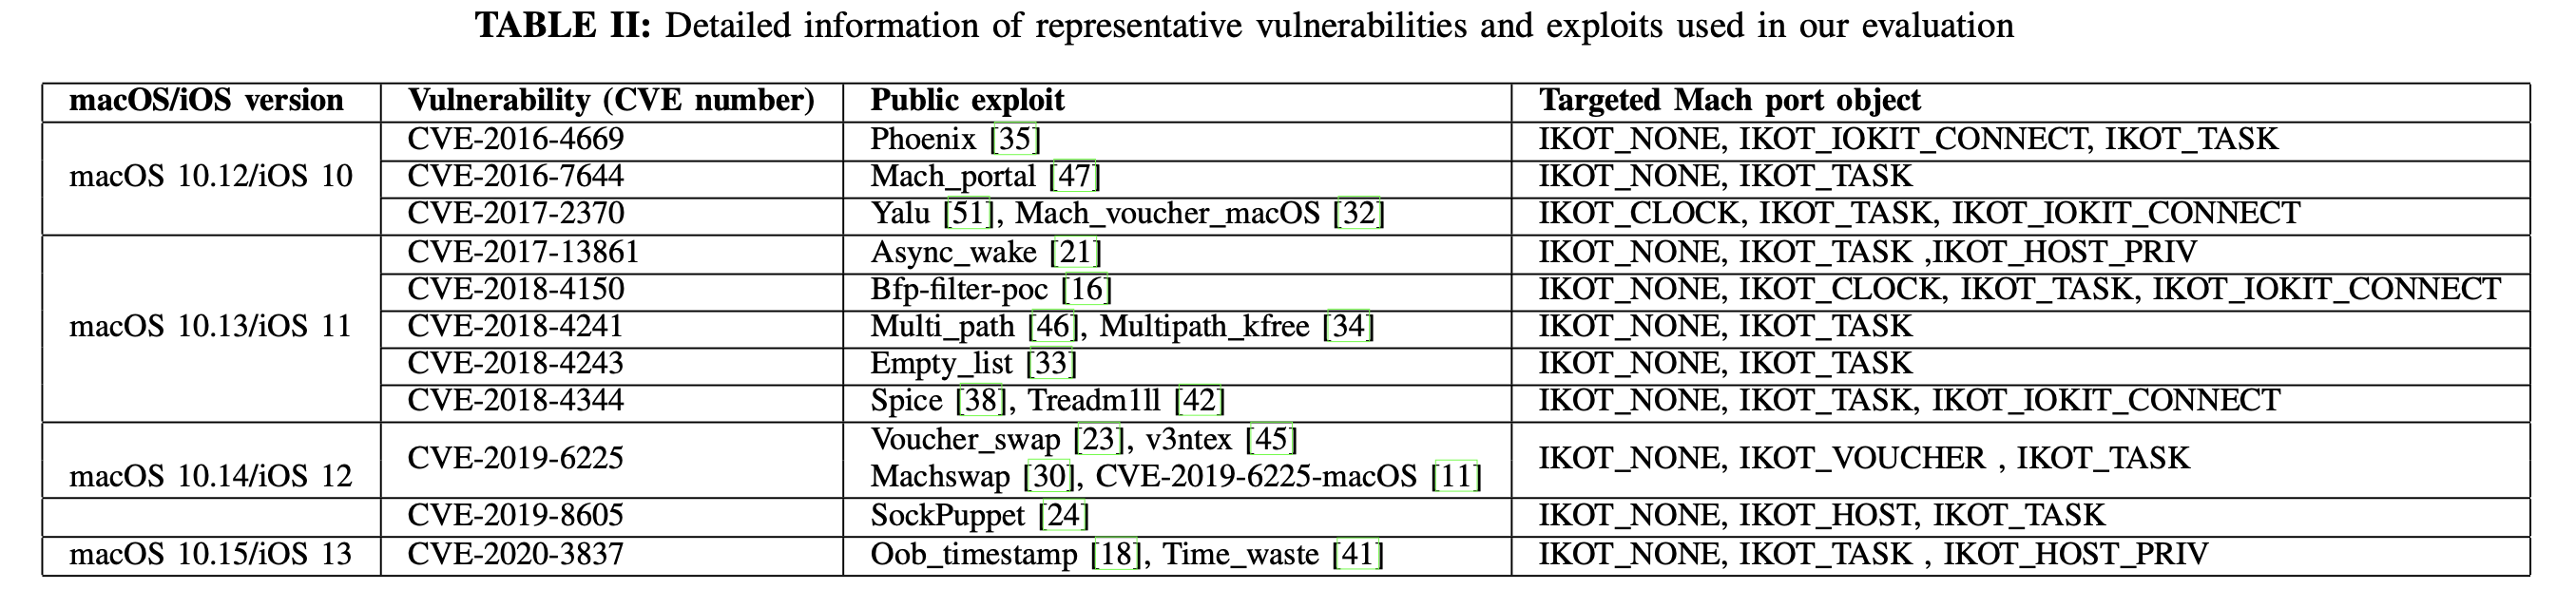 TABLE II: Detailed information of representative vulnerabilities and exploits used in our evaluation
macOS/iOS version Vulnerability (CVE number) Public exploit Targeted Mach port object
CVE-2016-4669 Phoenix [35] IKOT_NONE, IKOT_IOKIT_CONNECT, IKOT_TASK
macOS 10.12/iOS 10 CVE-2016-7644 Mach_portal [47] IKOT_NONE, IKOT_TASK
CVE-2017-2370 Yalu [51], Mach_voucher_macOS [32] IKOT_CLOCK, IKOT_TASK, IKOT_IOKIT_CONNECT
CVE-2017-13861 Async_wake [21] IKOT_NONE, IKOT_TASK ,IKOT_HOST_PRIV
CVE-2018-4150 Bfp-filter-poc [16] IKOT_NONE, IKOT_CLOCK, IKOT_TASK, IKOT_IOKIT_CONNECT
macOS 10.13/iOS 11 CVE-2018-4241 Multi_path [46], Multipath_kfree [34] IKOT_NONE, IKOT_TASK
CVE-2018-4243 Empty_list [33] IKOT_NONE, IKOT_TASK
CVE-2018-4344 Spice [38], Treadm1ll [42] IKOT_NONE, IKOT_TASK, IKOT_IOKIT_CONNECT
Voucher_swap [23], v3ntex [45]
CVE-2019-6225 IKOT_NONE, IKOT_VOUCHER , IKOT_TASK
macOS 10.14/iOS 12 Machswap [30], CVE-2019-6225-macOS [11]
CVE-2019-8605 SockPuppet [24] IKOT_NONE, IKOT_HOST, IKOT_TASK
macOS 10.15/iOS 13 CVE-2020-3837 Oob_timestamp [18], Time_waste [41] IKOT_NONE, IKOT_TASK , IKOT_HOST_PRIV